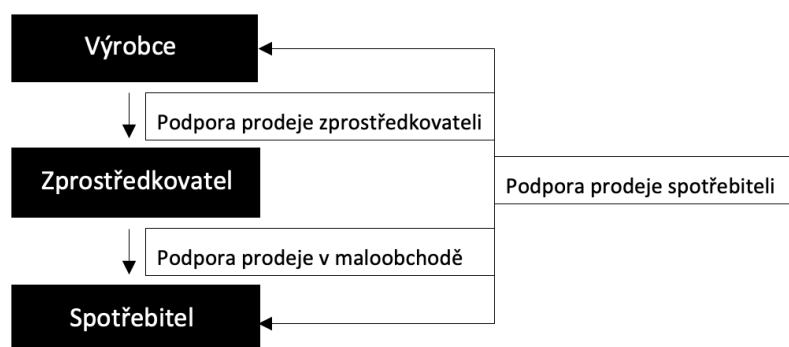 Výrobce
Podpora prodeje zprostředkovateli
Zprostředkovatel
Podpora prodeje spotřebiteli
Podpora prodeje v maloobchodě
Spotřebitel